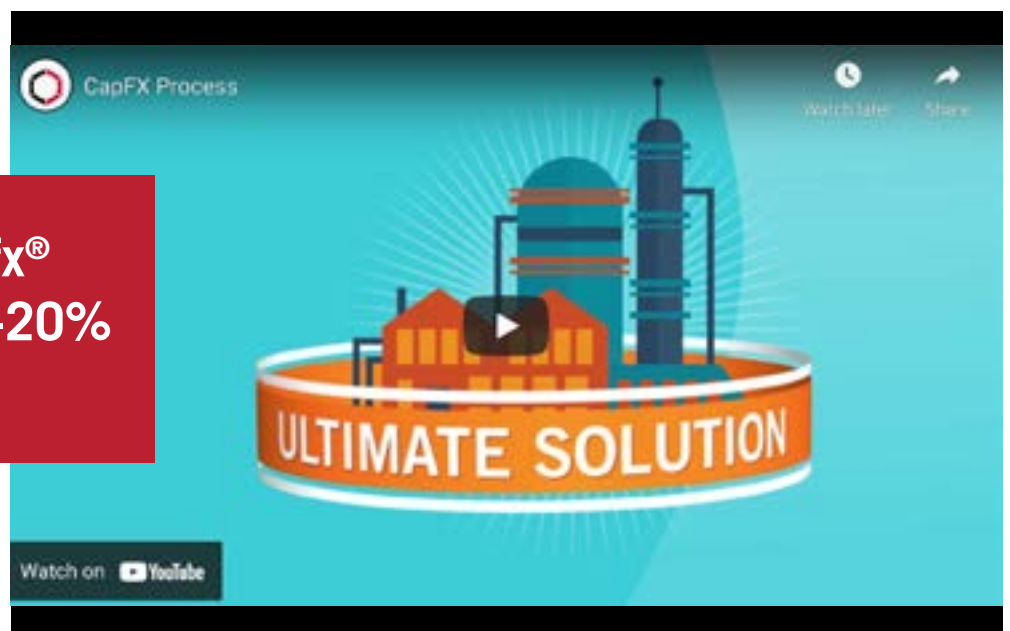 CapFX Process
Watch later
Share
x®
-20%
ULTIMATE SOLUTION
Watch on YouTube